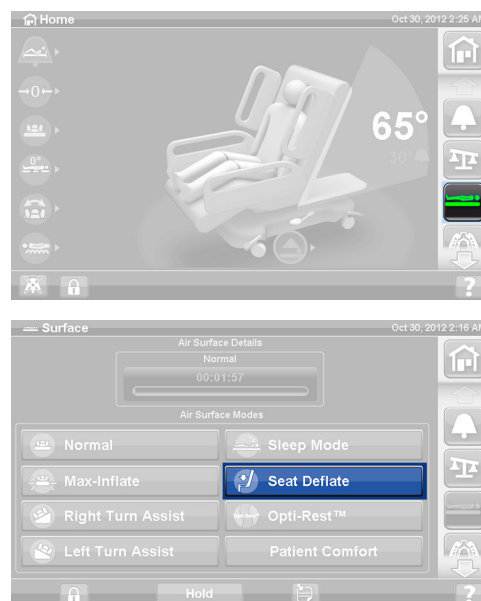 Home
Oct 30, 2012 2:25 A
→0←
0°
65°
30°
?
Surface
Oct 30, 2012 2:16 A
Air Surface Details
Normal
00:01:57
Air Surface Modes
Normal
Sleep Mode
Max-Inflate
Seat Deflate
Right Turn Assist
Opti-Rest™
Left Turn Assist
Patient Comfort
Hold
?